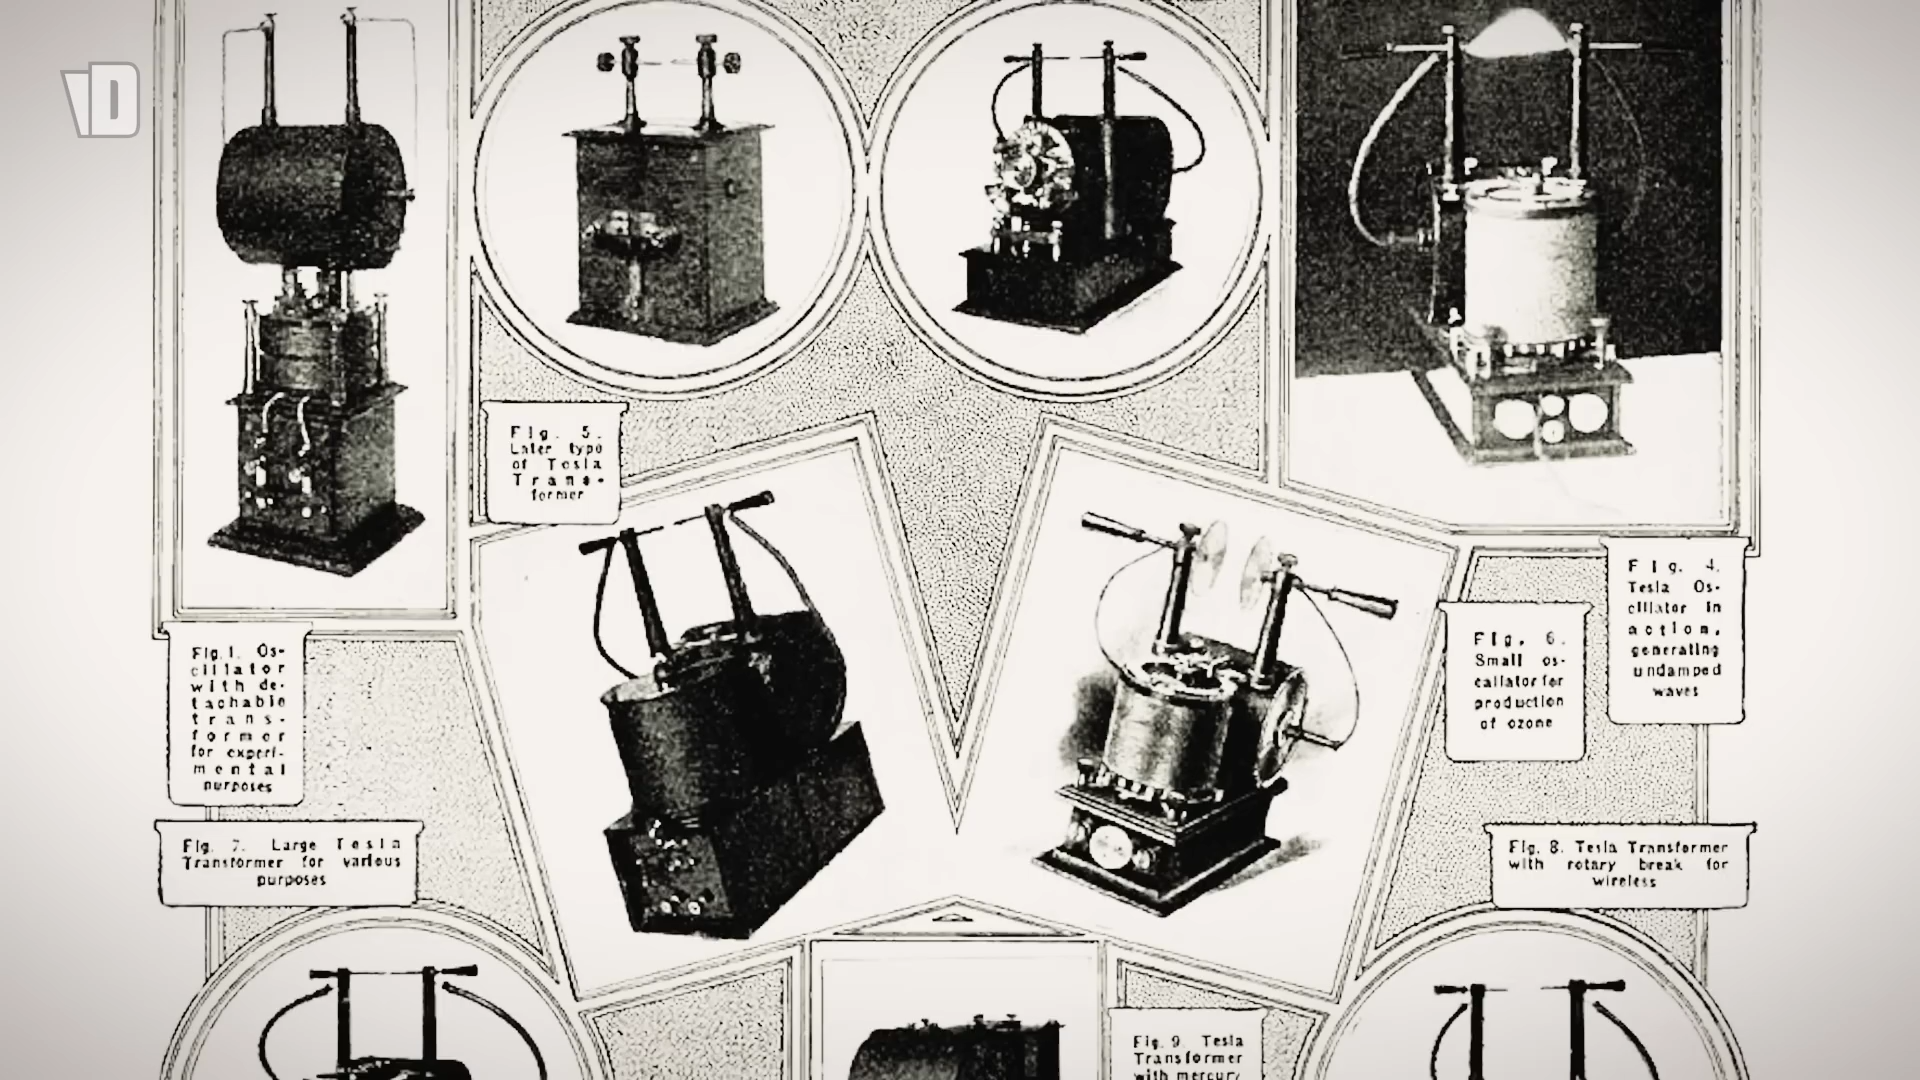 D
Fig. 5.
Later type
of Tesla
Trans-
former
Fig. 4.
Tesla Os-
cillator in
action,
generating
undamped
waves
Fig. 6.
Small os-
callator for
production
of ozone
Fig. 1. Os-
cillator
with de-
tachable
trans-
former
for experi-
mental
purposes
Fig. 7. Large Tesla
Transformer for various
purposes
Fig. 8. Tesla Transformer
with rotary break for
wireless
Fig. 9. Tesla
Transformer
with mercury